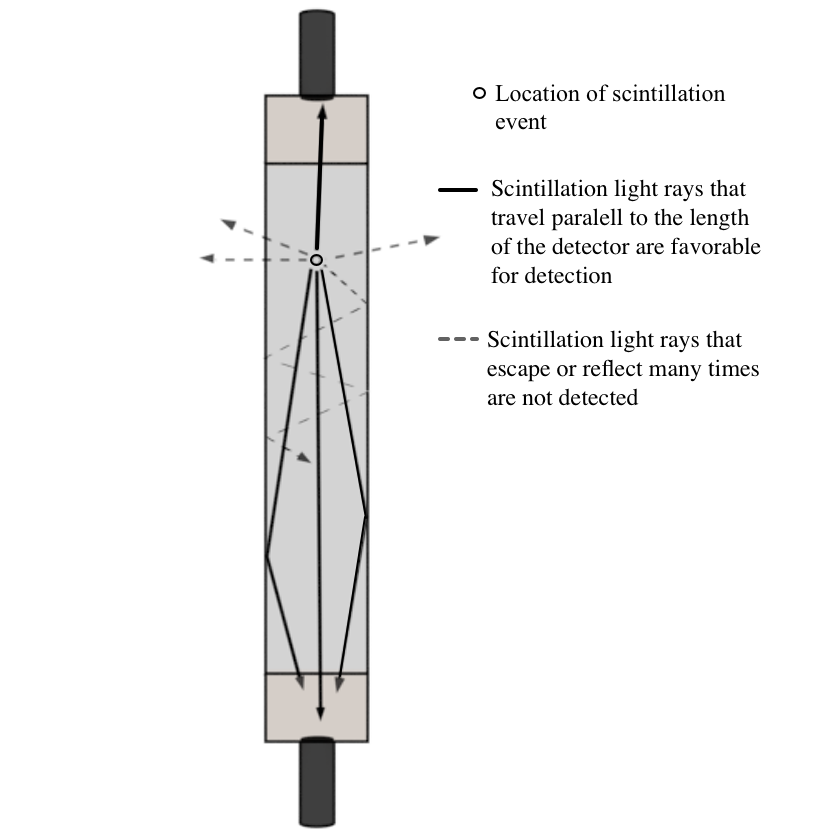 Location of scintillation
event
Scintillation light rays that
travel paralell to the length
of the detector are favorable
for detection
Scintillation light rays that
escape or reflect many times
are not detected